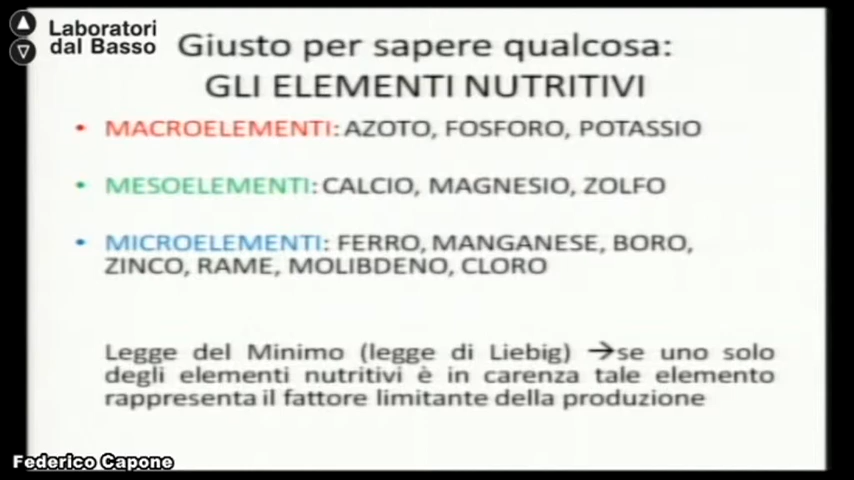 Laboratori
dal Basso
Giusto per sapere qualcosa:
GLI ELEMENTI NUTRITIVI
• MACROELEMENTI: AZOTO, FOSFORO, POTASSIO
• MESOELEMENTI: CALCIO, MAGNESIO, ZOLFO
• MICROELEMENTI: FERRO, MANGANESE, BORO,
ZINCO, RAME, MOLIBDENO, CLORO
Legge del Minimo (legge di Liebig) →se uno solo
degli elementi nutritivi è in carenza tale elemento
rappresenta il fattore limitante della produzione
Federico Capone